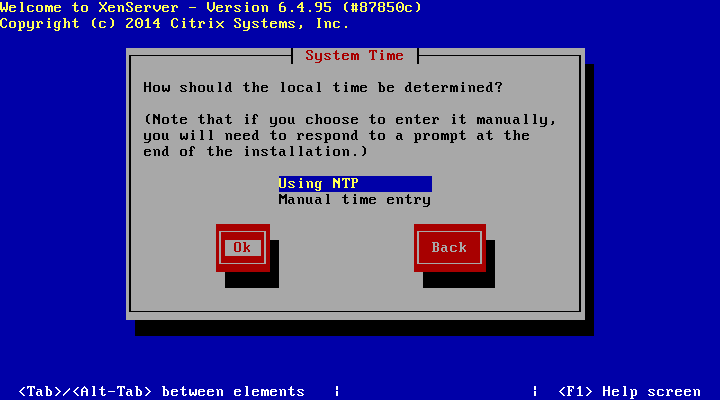 Welcome to XenServer - Version 6.4.95 (#87850c)
Copyright (c) 2014 Citrix Systems, Inc.
System Time
How should the local time be determined?
(Note that if you choose to enter it manually,
you will need to respond to a prompt at the
end of the installation.)
Using NTP
Manual time entry
Ok Back
<Tab>/<Alt-Tab> between elements | | <F1> Help screen